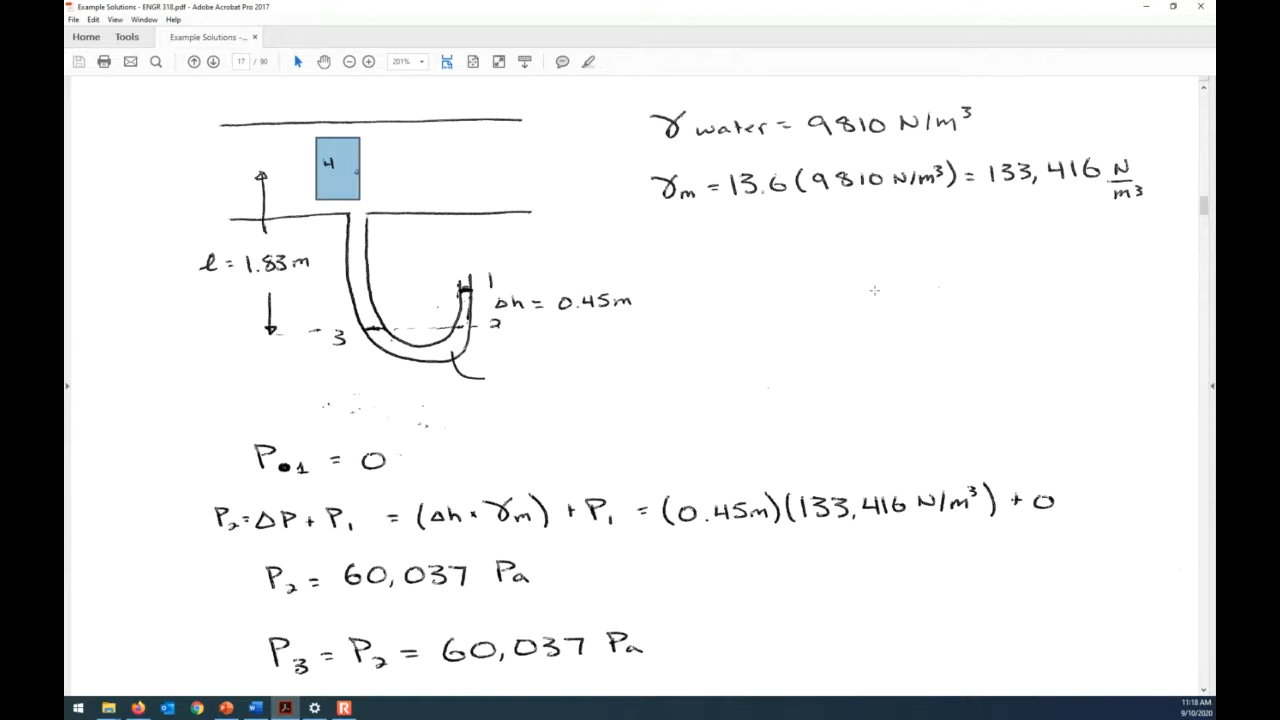 Example Solutions - ENGR 318.pdf - Adobe Acrobat Pro 2017
File Edit View Window Help
Home Tools Example Solutions -... ×
17 / 90 201%
γ water = 9810 N/m³
γm = 13.6 (9810 N/m³) = 133,416 N/m³
4
l = 1.83m
1
Δh = 0.45m
2
3
P1 = 0
P2 = ΔP + P1 = (Δh × γm) + P1 = (0.45m)(133,416 N/m³) + 0
P2 = 60,037 Pa
P3 = P2 = 60,037 Pa
11:18 AM
9/10/2020